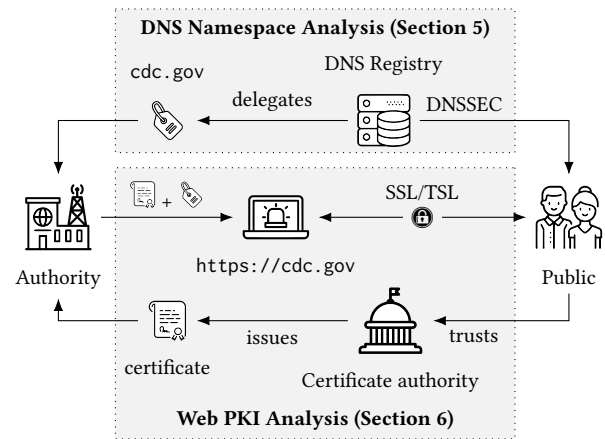 DNS Namespace Analysis (Section 5)
cdc.gov
DNS Registry
delegates
DNSSEC
+
SSL/TSL
Authority
https://cdc.gov
Public
issues
trusts
certificate
Certificate authority
Web PKI Analysis (Section 6)